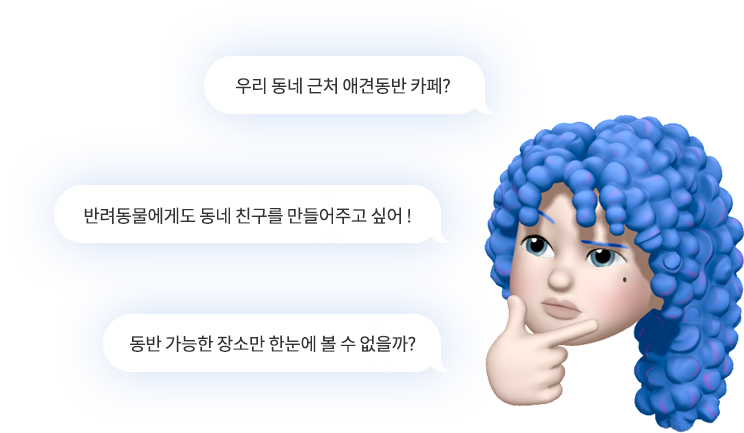 우리 동네 근처 애견동반 카페?
반려동물에게도 동네 친구를 만들어주고 싶어 !
동반 가능한 장소만 한눈에 볼 수 없을까?